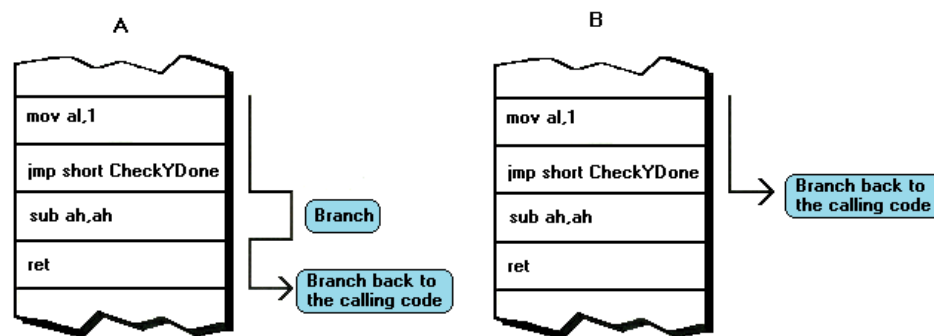 A
mov al,1
jmp short CheckYDone
sub ah,ah
ret
Branch
Branch back to
the calling code
B
mov al,1
jmp short CheckYDone
sub ah,ah
ret
Branch back to
the calling code